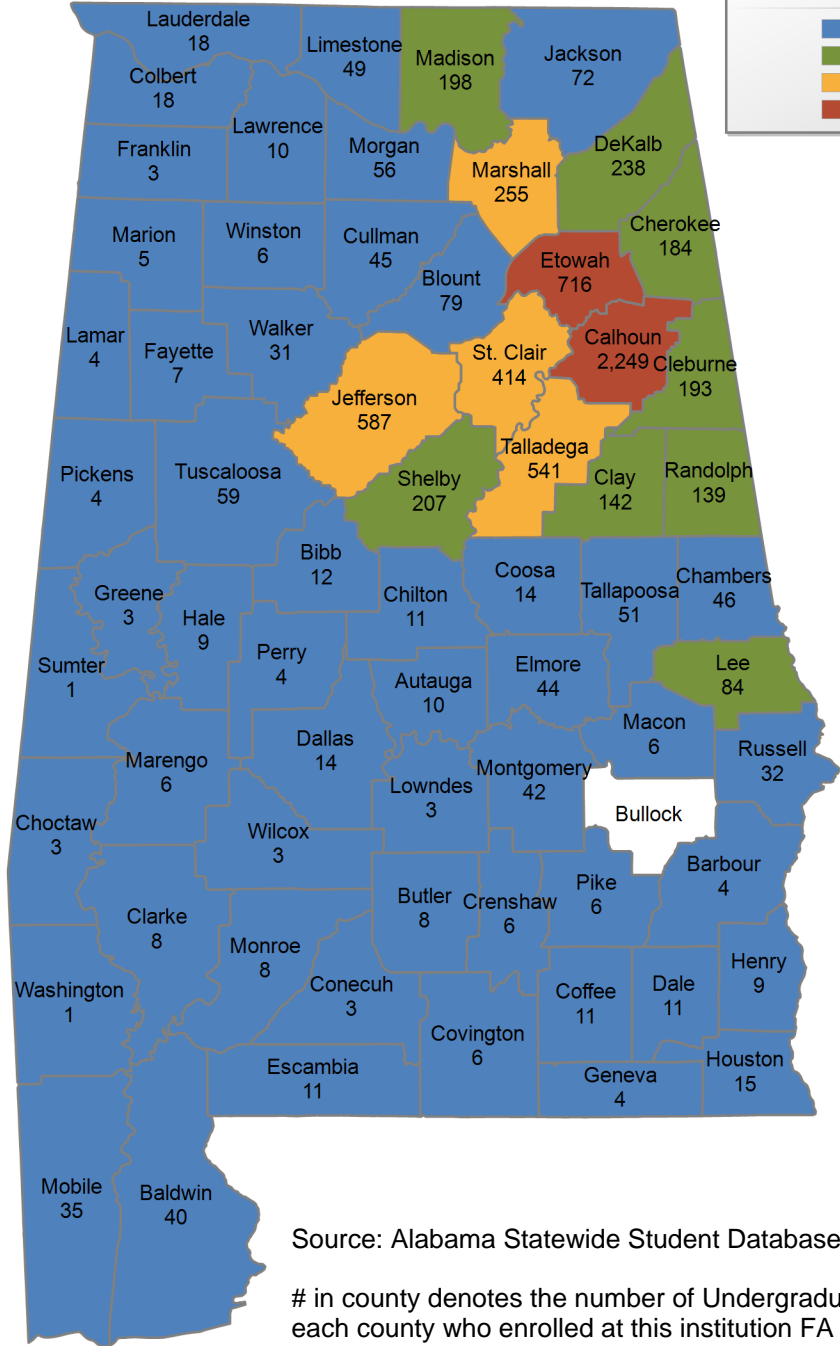 Lauderdale
18
Limestone
49
Madison
198
Jackson
72
Colbert
18
Lawrence
10
Franklin
3
Morgan
56
Marshall
255
DeKalb
238
Cherokee
184
Marion
5
Winston
6
Cullman
45
Blount
79
Etowah
716
Lamar
4
Fayette
7
Walker
31
St. Clair
414
Calhoun
2,249
Cleburne
193
Jefferson
587
Talladega
541
Pickens
4
Tuscaloosa
59
Shelby
207
Clay
142
Randolph
139
Bibb
12
Greene
3
Hale
9
Chilton
11
Coosa
14
Tallapoosa
51
Chambers
46
Sumter
1
Perry
4
Autauga
10
Elmore
44
Lee
84
Marengo
6
Dallas
14
Macon
6
Russell
32
Choctaw
3
Lowndes
3
Montgomery
42
Bullock
Wilcox
3
Barbour
4
Clarke
8
Butler
8
Crenshaw
6
Pike
6
Monroe
8
Henry
9
Washington
1
Conecuh
3
Coffee
11
Dale
11
Covington
6
Escambia
11
Geneva
4
Houston
15
Mobile
35
Baldwin
40
Source: Alabama Statewide Student Database
# in county denotes the number of Undergradu
each county who enrolled at this institution FA